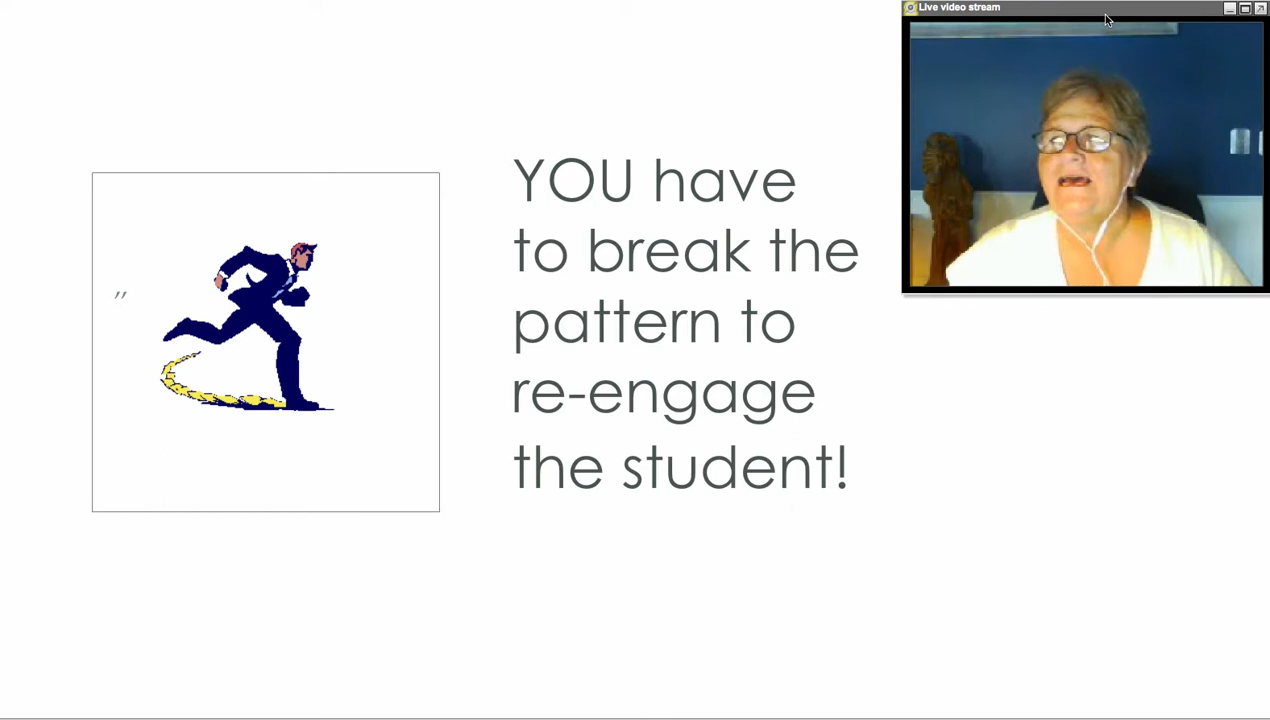 Live video stream
YOU have
to break the
pattern to
re-engage
the student!
"